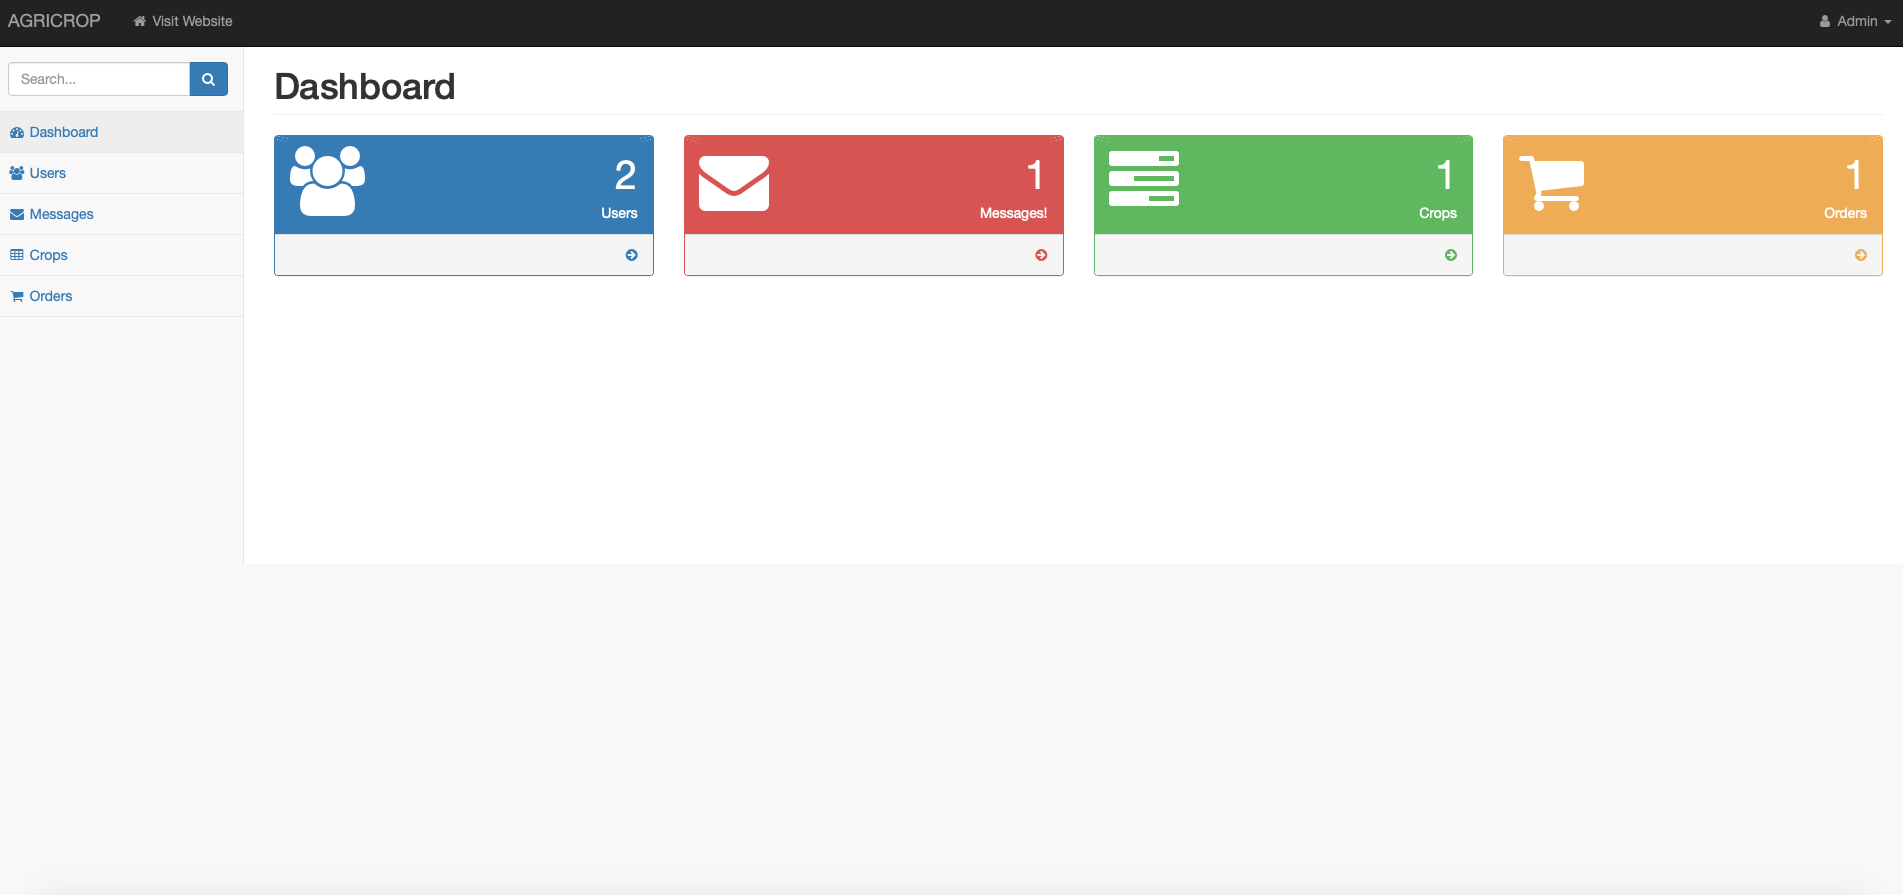 AGRICROP
Visit Website
Admin
Search...
Dashboard
Users
Messages
Crops
Orders
Dashboard
2
Users
1
Messages!
1
Crops
1
Orders